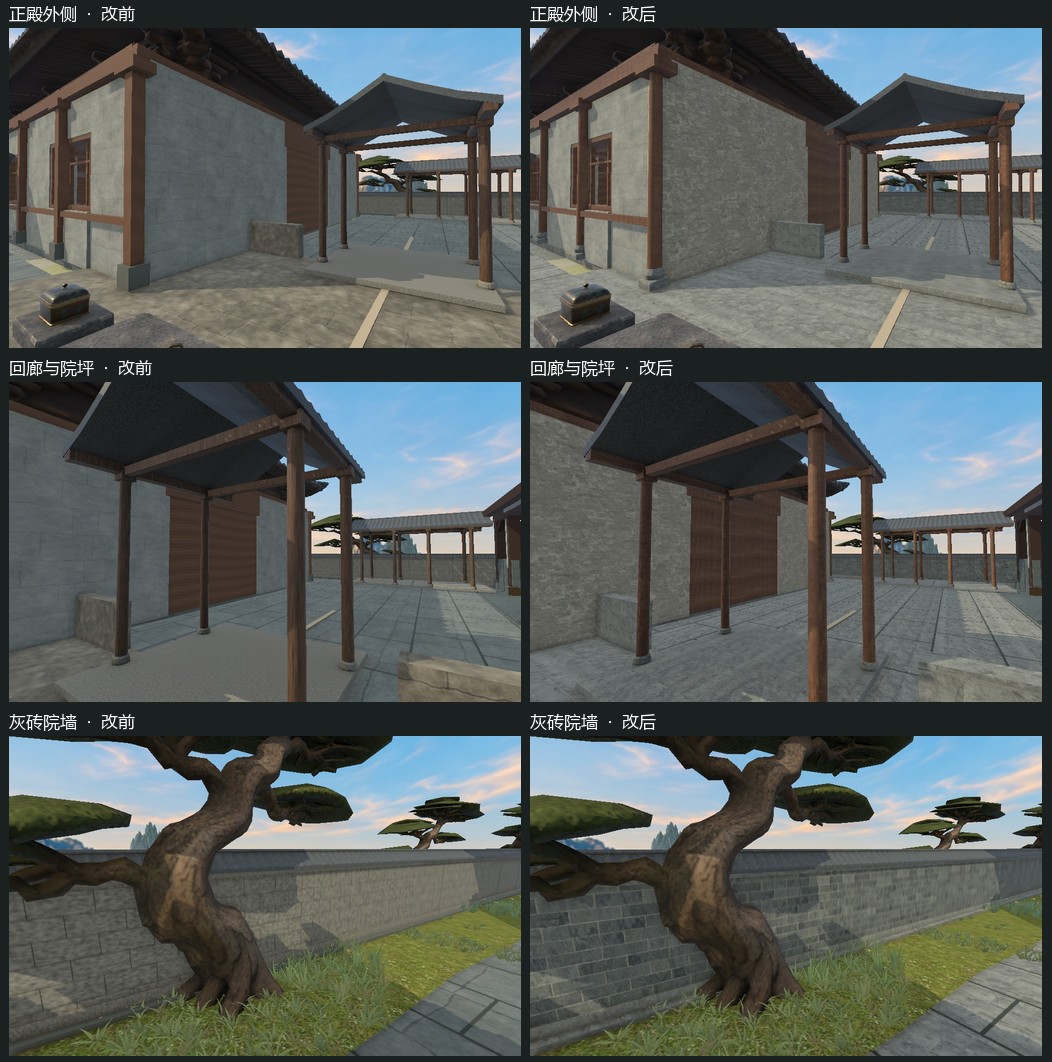 正殿外侧 · 改前
正殿外侧 · 改后
回廊与院坪 · 改前
回廊与院坪 · 改后
灰砖院墙 · 改前
灰砖院墙 · 改后